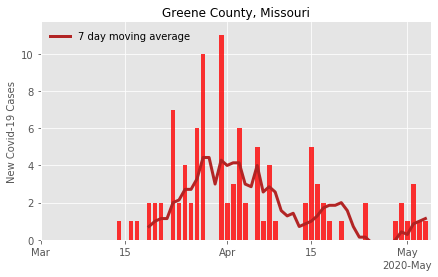 Greene County, Missouri
7 day moving average
New Covid-19 Cases
10
8
6
4
2
0
Mar
15
Apr
15
May
2020-May